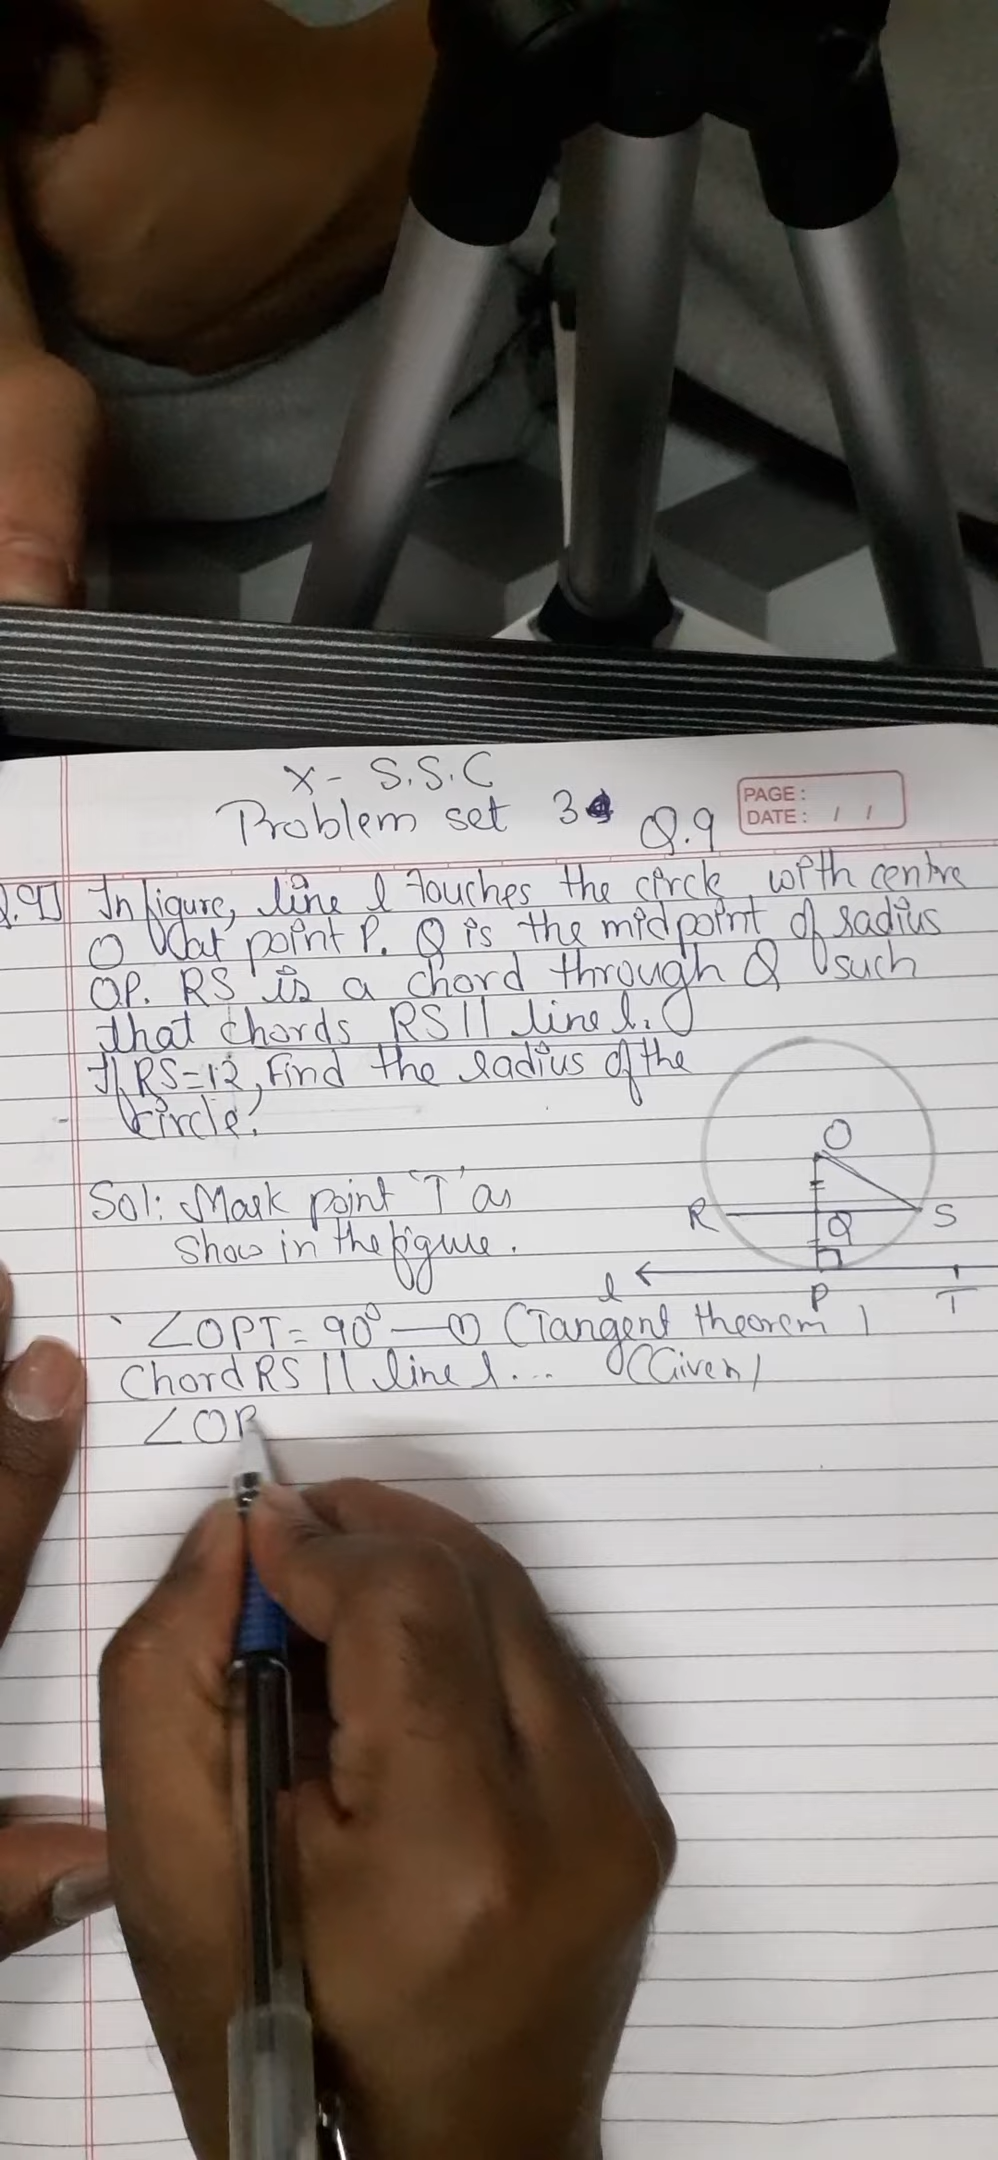 X- S.S.C
Problem set 3 Q.9
PAGE:
DATE: / /
Q.9] In figure, line l touches the circle with centre
O at point P. Q is the midpoint of radius
OP. RS is a chord through Q such
that chords RS || line l.
If RS=12, Find the radius of the
circle.
Sol: Mark point 'T' as
show in the figure.
O
R
Q
S
l
P
T
∠OPT = 90° — ① (Tangent theorem)
Chord RS || line l... (Given)
∠OP